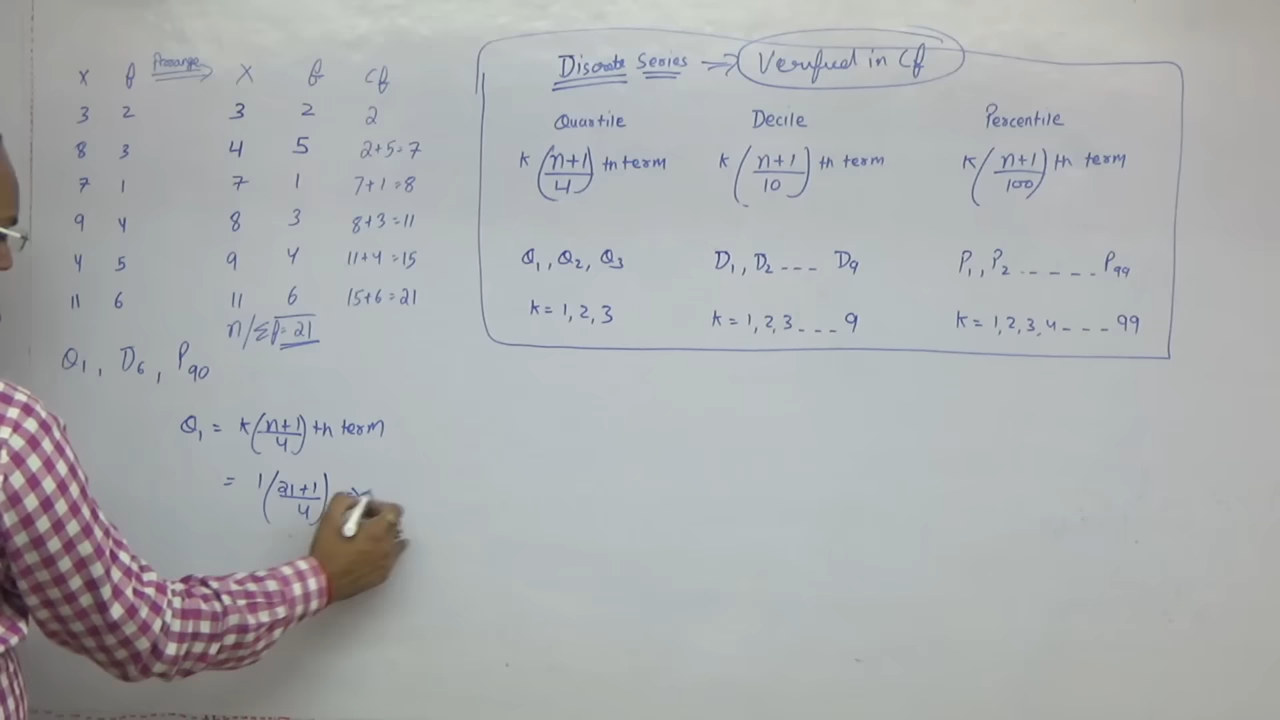 x f Arrange X f Cf
3 2 3 2 2
8 3 4 5 2+5=7
7 1 7 1 7+1=8
9 4 8 3 8+3=11
4 5 9 4 11+4=15
11 6 11 6 15+6=21
n/Σf=21
Q1, D6, P90
Q1 = k(n+1/4)th term
= 1(21+1/4)
Discrete Series → Verified in Cf
Quartile Decile Percentile
K(n+1/4)th term K(n+1/10)th term K(n+1/100)th term
Q1, Q2, Q3 D1, D2 --- D9 P1, P2 ----- P99
k=1,2,3 k=1,2,3---9 k=1,2,3,4---99